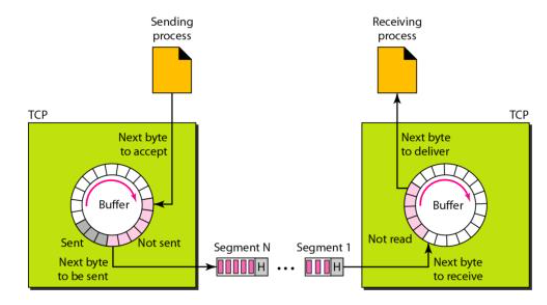 Sending
process
Receiving
process
TCP
TCP
Next byte
to accept
Next byte
to deliver
Buffer
Buffer
Sent
Not sent
Segment N
Segment 1
Not read
H
...
H
Next byte
to be sent
Next byte
to receive